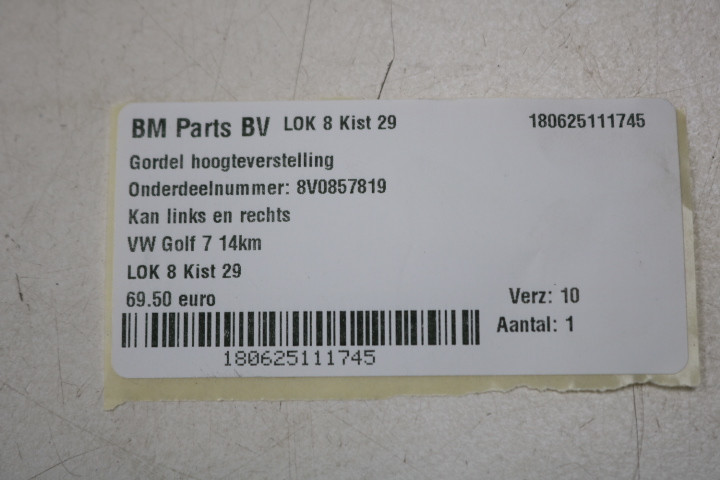 BM Parts BV LOK 8 Kist 29 180625111745
Gordel hoogteverstelling
Onderdeelnummer: 8V0857819
Kan links en rechts
VW Golf 7 14km
LOK 8 Kist 29
69.50 euro Verz: 10
Aantal: 1
180625111745